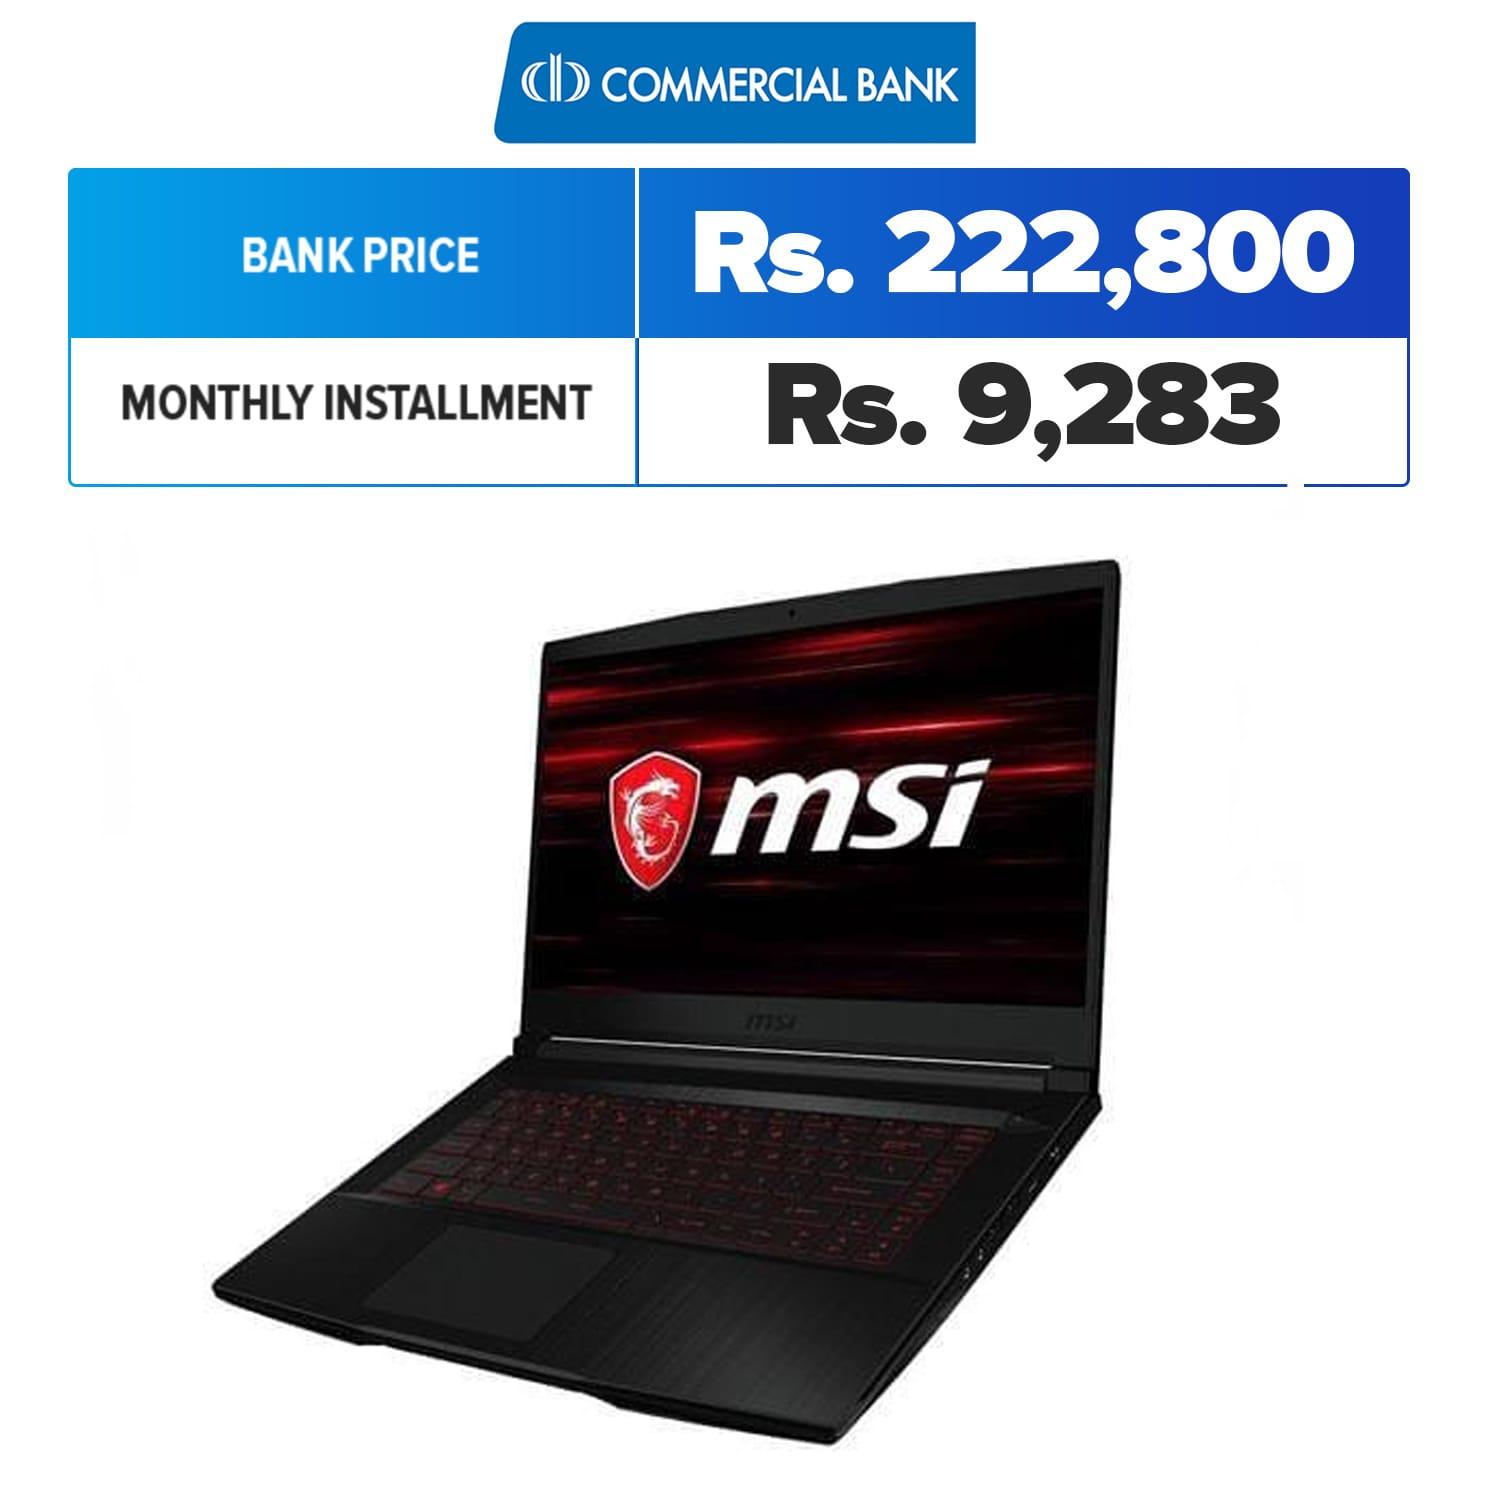 COMMERCIAL BANK
BANK PRICE
Rs. 222,800
MONTHLY INSTALLMENT
Rs. 9,283
msi
msi